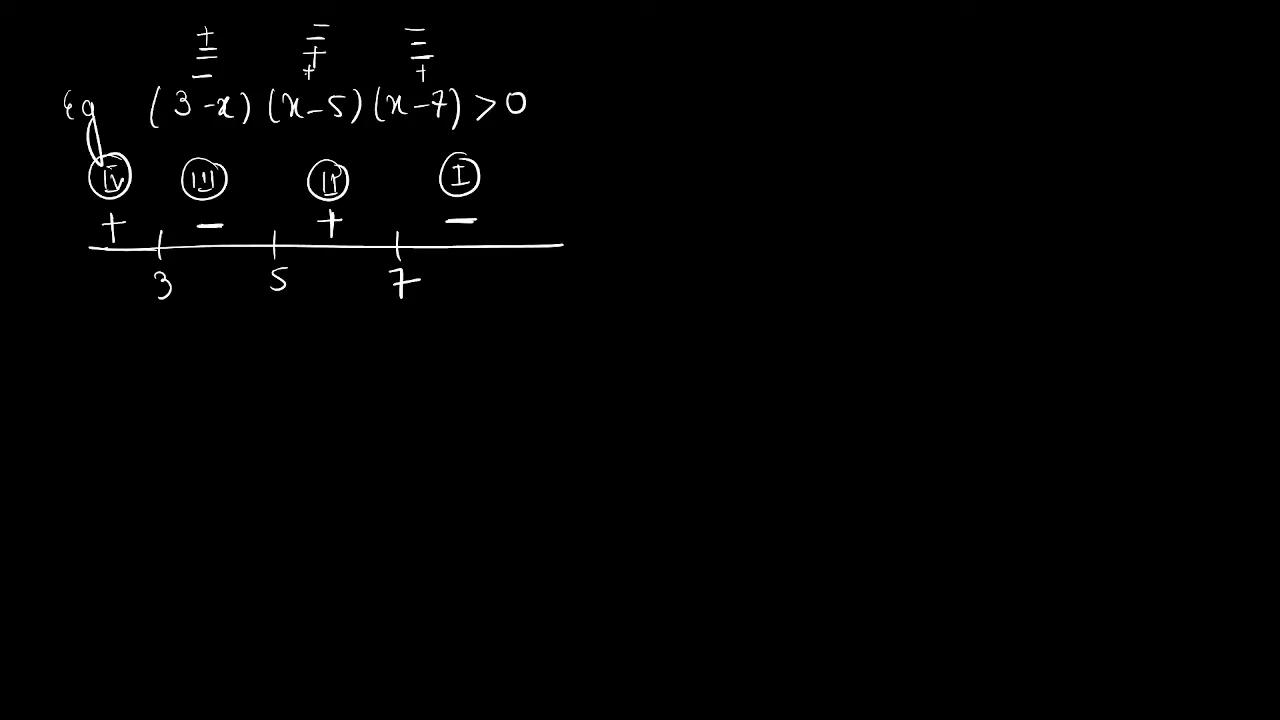 + − −
− − −
− + −
− + +
Eg (3-x) (x-5) (x-7) > 0
IV III II I
+ − + −
3 5 7